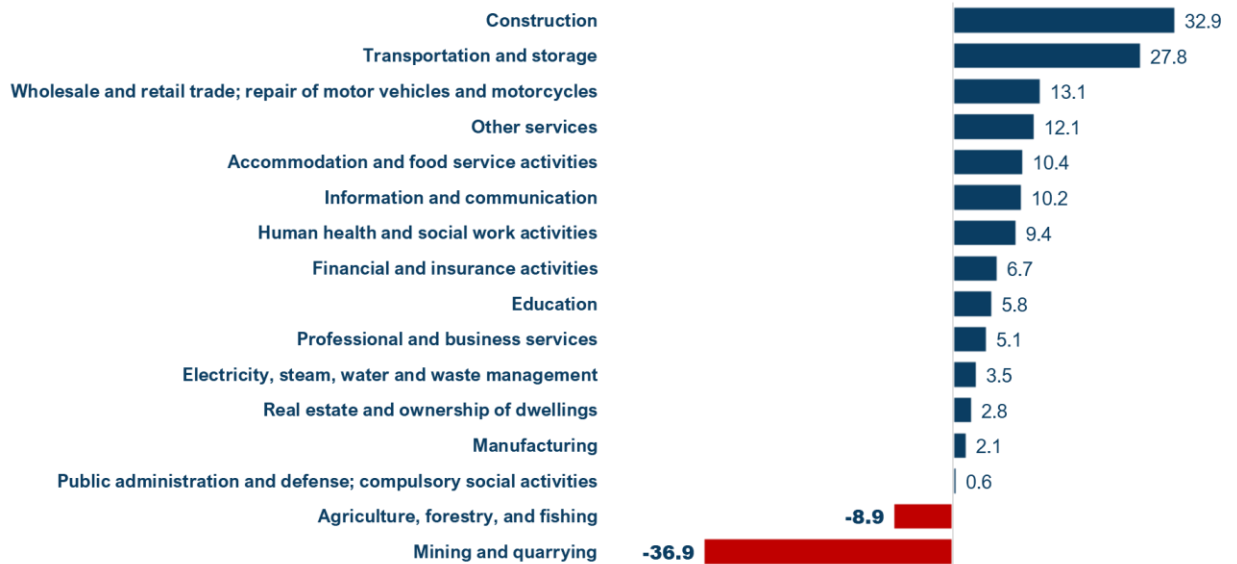 Construction 32.9
Transportation and storage 27.8
Wholesale and retail trade; repair of motor vehicles and motorcycles 13.1
Other services 12.1
Accommodation and food service activities 10.4
Information and communication 10.2
Human health and social work activities 9.4
Financial and insurance activities 6.7
Education 5.8
Professional and business services 5.1
Electricity, steam, water and waste management 3.5
Real estate and ownership of dwellings 2.8
Manufacturing 2.1
Public administration and defense; compulsory social activities 0.6
Agriculture, forestry, and fishing -8.9
Mining and quarrying -36.9